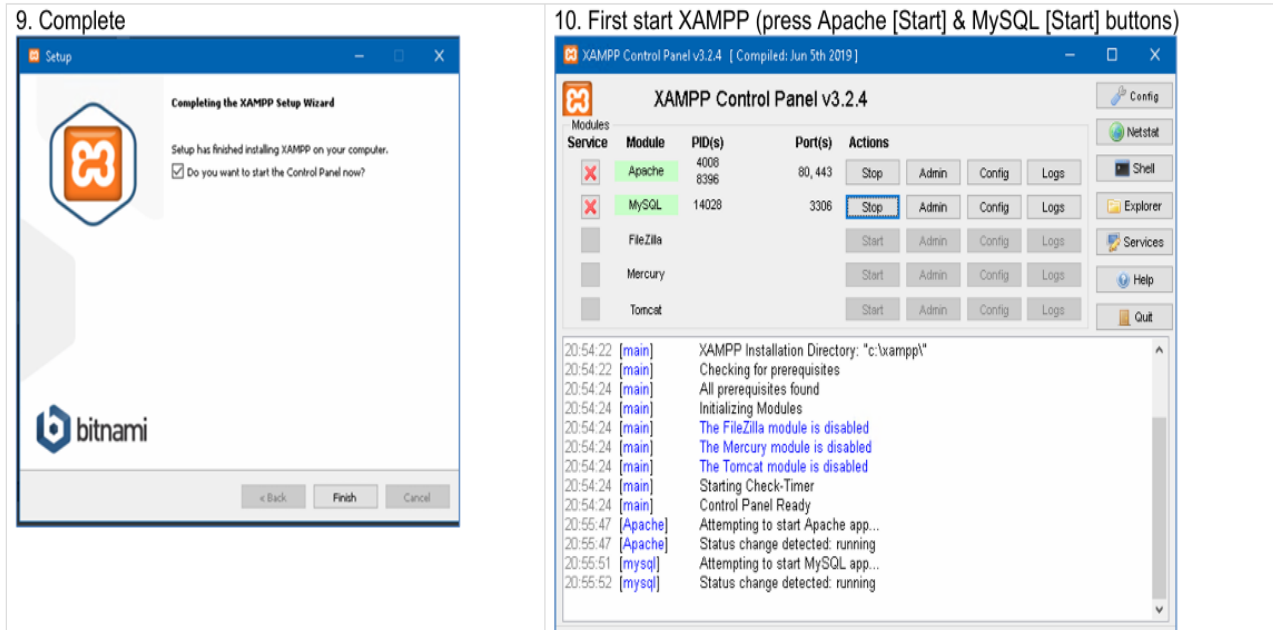 9. Complete
Setup
Completing the XAMPP Setup Wizard
Setup has finished installing XAMPP on your computer.
Do you want to start the Control Panel now?
bitnami
< Back Finish Cancel
10. First start XAMPP (press Apache [Start] & MySQL [Start] buttons)
XAMPP Control Panel v3.2.4 [ Compiled: Jun 5th 2019 ]
XAMPP Control Panel v3.2.4
Modules
Service Module PID(s) Port(s) Actions
Apache 4008 8396 80, 443 Stop Admin Config Logs
MySQL 14028 3306 Stop Admin Config Logs
FileZilla Start Admin Config Logs
Mercury Start Admin Config Logs
Tomcat Start Admin Config Logs
Config
Netstat
Shell
Explorer
Services
Help
Quit
20:54:22 [main] XAMPP Installation Directory: "c:\xampp\"
20:54:22 [main] Checking for prerequisites
20:54:24 [main] All prerequisites found
20:54:24 [main] Initializing Modules
20:54:24 [main] The FileZilla module is disabled
20:54:24 [main] The Mercury module is disabled
20:54:24 [main] The Tomcat module is disabled
20:54:24 [main] Starting Check-Timer
20:54:24 [main] Control Panel Ready
20:55:47 [Apache] Attempting to start Apache app...
20:55:47 [Apache] Status change detected: running
20:55:51 [mysql] Attempting to start MySQL app...
20:55:52 [mysql] Status change detected: running